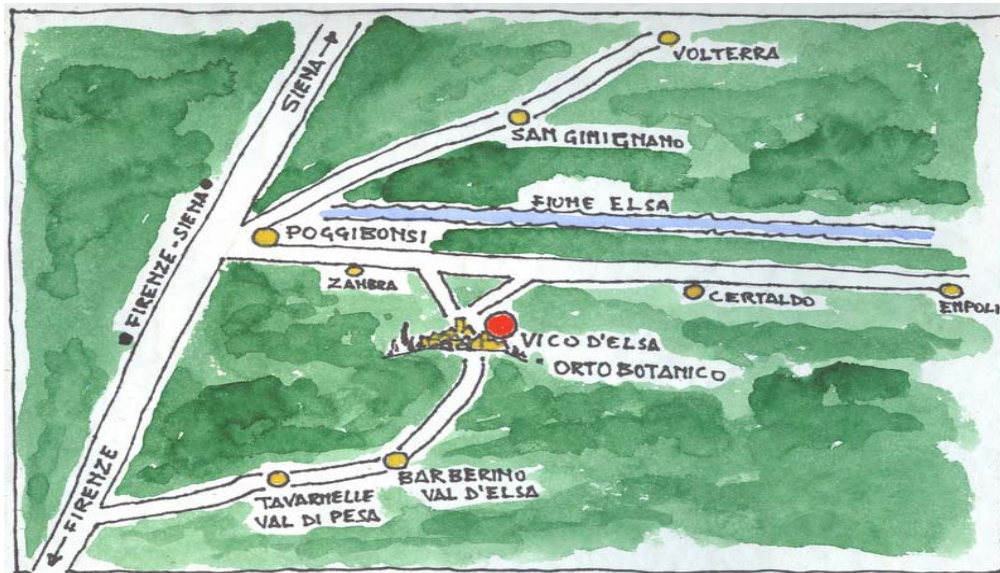 SIENA
VOLTERRA
SAN GIMIGNANO
FIUME ELSA
FIRENZE-SIENA
POGGIBONSI
ZAMBRA
CERTALDO
EMPOLI
VICO D'ELSA
ORTO BOTANICO
BARBERINO
VAL D'ELSA
TAVARNELLE
VAL DI PESA
FIRENZE